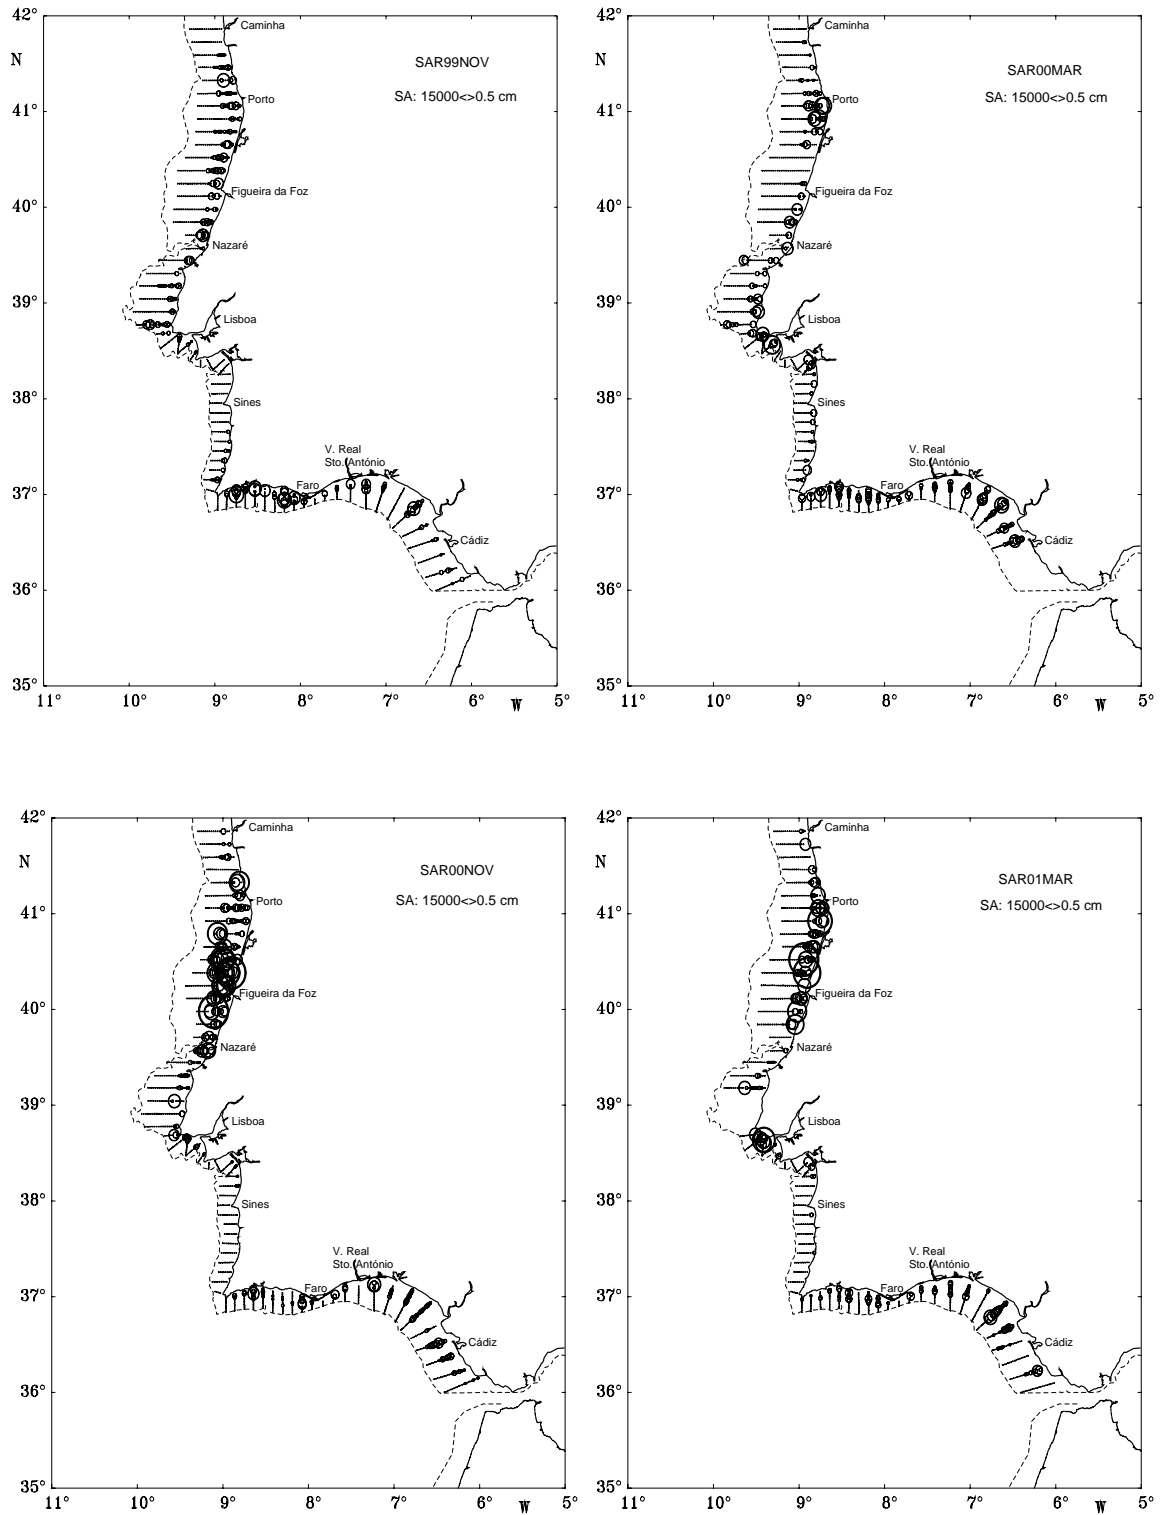 42°
Caminha
N
SAR99NOV
SA: 15000<>0.5 cm
41°
Porto
40°
Figueira da Foz
Nazaré
39°
Lisboa
38°
Sines
V. Real
Sto. António
37°
Faro
Cádiz
36°
35°
11° 10° 9° 8° 7° 6° W 5°
42°
Caminha
N
SAR00MAR
SA: 15000<>0.5 cm
41°
Porto
40°
Figueira da Foz
Nazaré
39°
Lisboa
38°
Sines
V. Real
Sto. António
37°
Faro
Cádiz
36°
35°
11° 10° 9° 8° 7° 6° W 5°
42°
Caminha
N
SAR00NOV
SA: 15000<>0.5 cm
41°
Porto
40°
Figueira da Foz
Nazaré
39°
Lisboa
38°
Sines
V. Real
Sto. António
37°
Faro
Cádiz
36°
35°
11° 10° 9° 8° 7° 6° W 5°
42°
Caminha
N
SAR01MAR
SA: 15000<>0.5 cm
41°
Porto
40°
Figueira da Foz
Nazaré
39°
Lisboa
38°
Sines
V. Real
Sto. António
37°
Faro
Cádiz
36°
35°
11° 10° 9° 8° 7° 6° W 5°